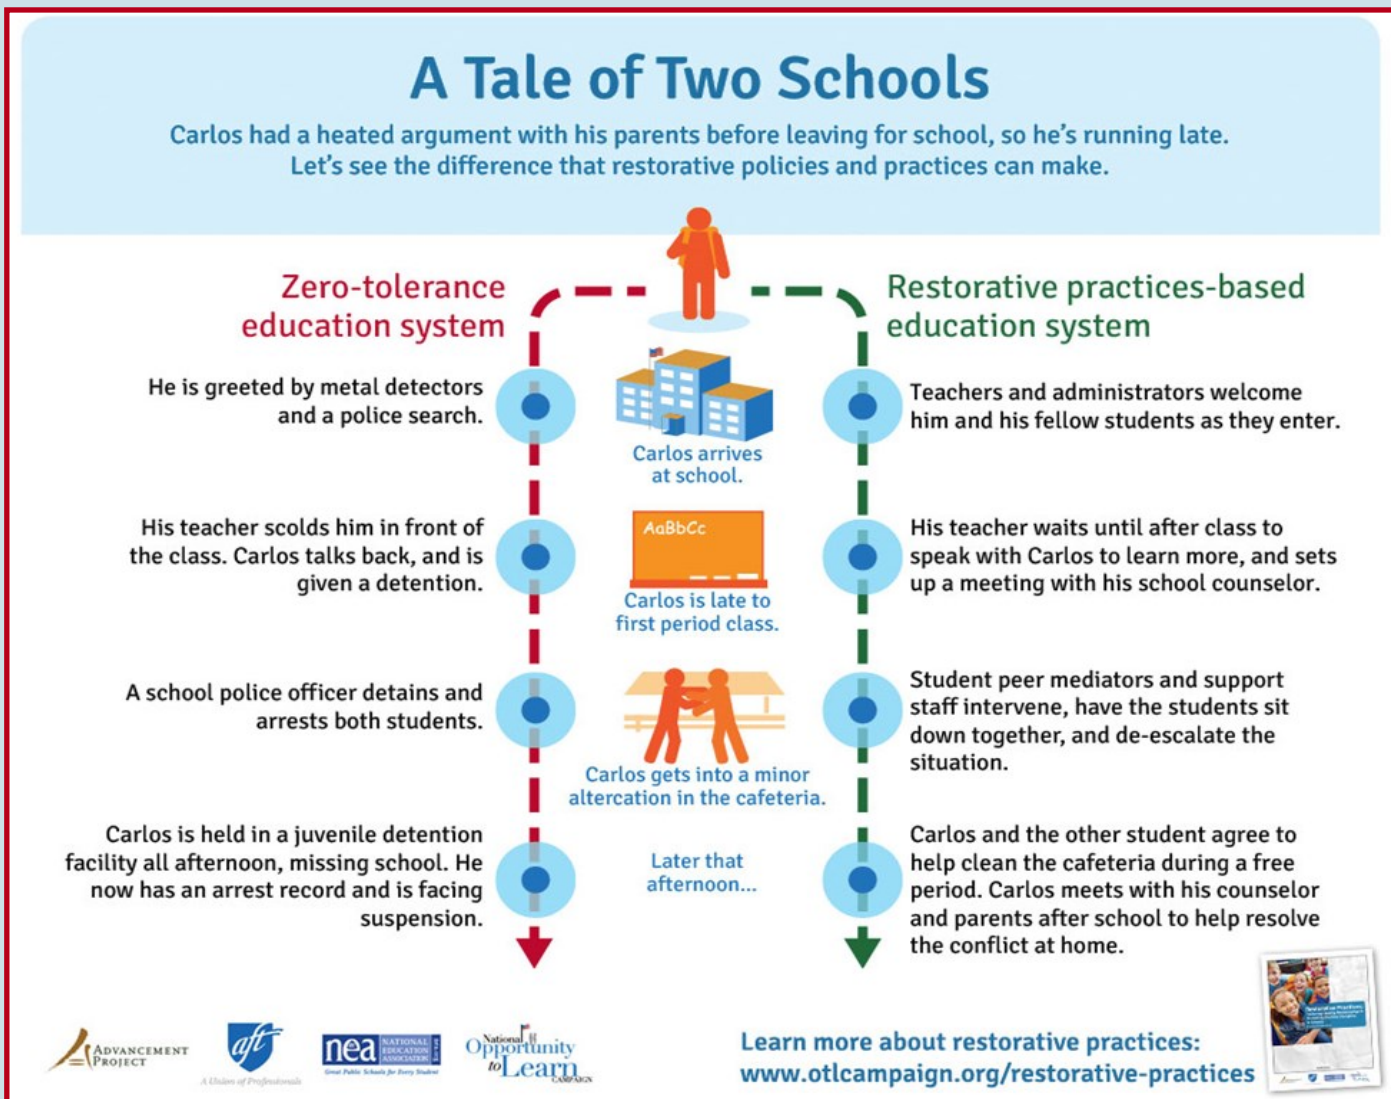 A Tale of Two Schools
Carlos had a heated argument with his parents before leaving for school, so he's running late.
Let's see the difference that restorative policies and practices can make.
Zero-tolerance
education system
Restorative practices-based
education system
He is greeted by metal detectors
and a police search.
Carlos arrives
at school.
Teachers and administrators welcome
him and his fellow students as they enter.
His teacher scolds him in front of
the class. Carlos talks back, and is
given a detention.
AaBbCc
Carlos is late to
first period class.
His teacher waits until after class to
speak with Carlos to learn more, and sets
up a meeting with his school counselor.
A school police officer detains and
arrests both students.
Carlos gets into a minor
altercation in the cafeteria.
Student peer mediators and support
staff intervene, have the students sit
down together, and de-escalate the
situation.
Carlos is held in a juvenile detention
facility all afternoon, missing school. He
now has an arrest record and is facing
suspension.
Later that
afternoon...
Carlos and the other student agree to
help clean the cafeteria during a free
period. Carlos meets with his counselor
and parents after school to help resolve
the conflict at home.
ADVANCEMENT
PROJECT
aft
A Union of Professionals
nea
NATIONAL
EDUCATION
ASSOCIATION
Great Public Schools for Every Student
National
Opportunity
to Learn
CAMPAIGN
Learn more about restorative practices:
www.otlcampaign.org/restorative-practices
Restorative Practices: